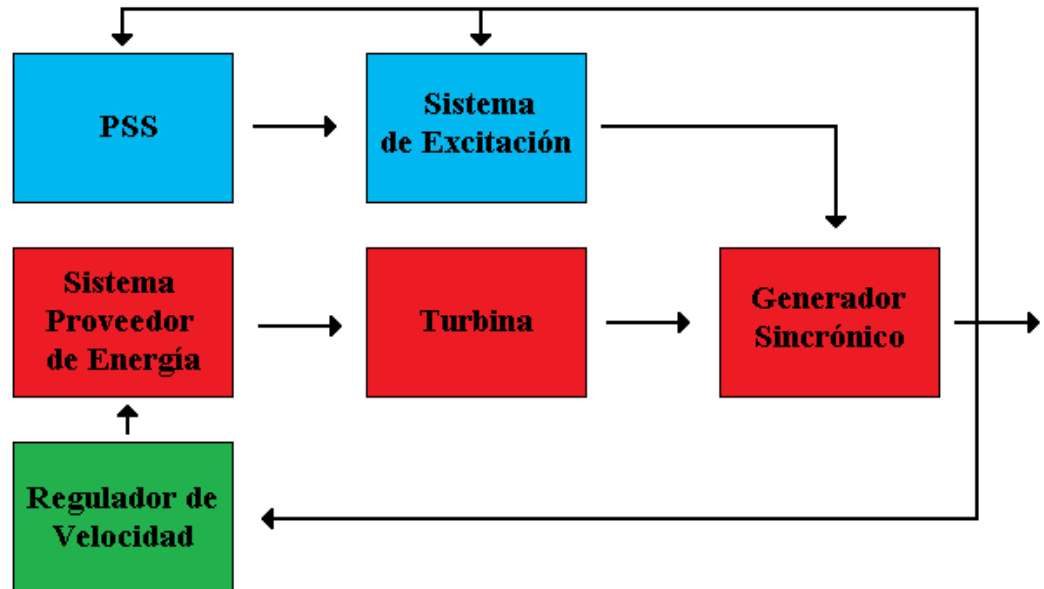 PSS
Sistema
de Excitación
Sistema
Proveedor
de Energía
Turbina
Generador
Sincrónico
Regulador de
Velocidad